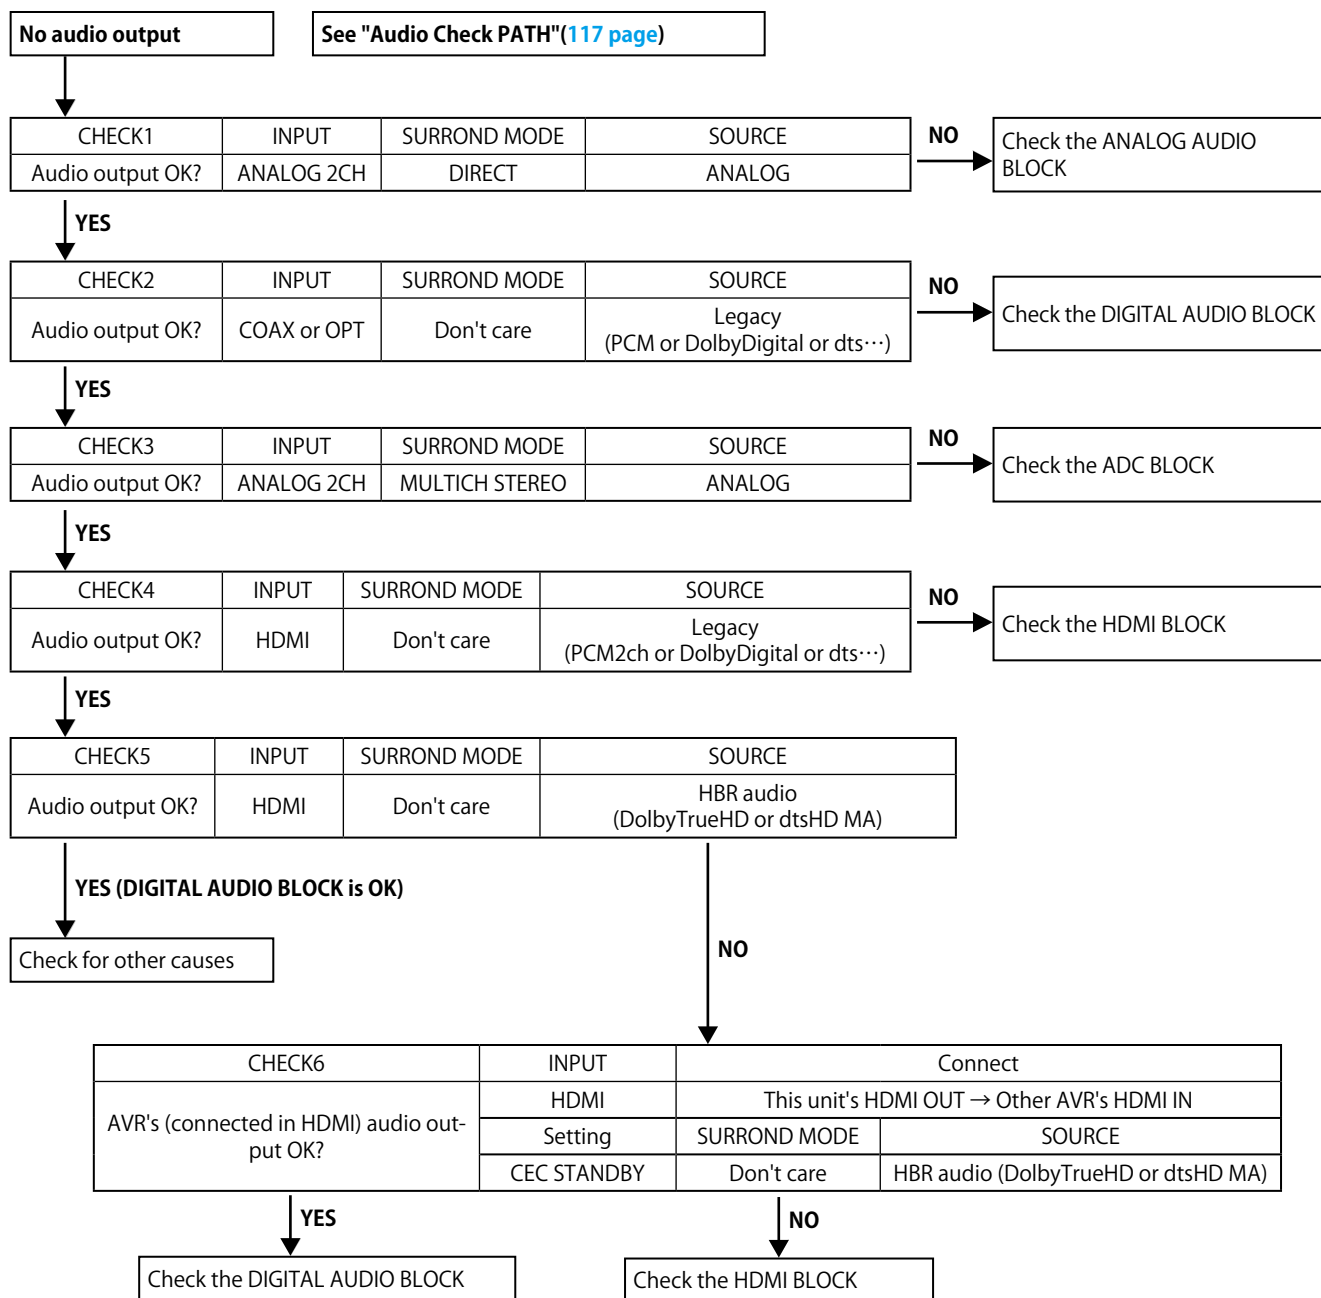 No audio output
See "Audio Check PATH"(117 page)
CHECK1 INPUT SURROND MODE SOURCE
Audio output OK? ANALOG 2CH DIRECT ANALOG
NO
Check the ANALOG AUDIO
BLOCK
YES
CHECK2 INPUT SURROND MODE SOURCE
Audio output OK? COAX or OPT Don't care Legacy
(PCM or DolbyDigital or dts⋯)
NO
Check the DIGITAL AUDIO BLOCK
YES
CHECK3 INPUT SURROND MODE SOURCE
Audio output OK? ANALOG 2CH MULTICH STEREO ANALOG
NO
Check the ADC BLOCK
YES
CHECK4 INPUT SURROND MODE SOURCE
Audio output OK? HDMI Don't care Legacy
(PCM2ch or DolbyDigital or dts⋯)
NO
Check the HDMI BLOCK
YES
CHECK5 INPUT SURROND MODE SOURCE
Audio output OK? HDMI Don't care HBR audio
(DolbyTrueHD or dtsHD MA)
YES (DIGITAL AUDIO BLOCK is OK)
Check for other causes
NO
CHECK6 INPUT Connect
AVR's (connected in HDMI) audio out-
put OK?
HDMI This unit's HDMI OUT → Other AVR's HDMI IN
Setting SURROND MODE SOURCE
CEC STANDBY Don't care HBR audio (DolbyTrueHD or dtsHD MA)
YES
Check the DIGITAL AUDIO BLOCK
NO
Check the HDMI BLOCK